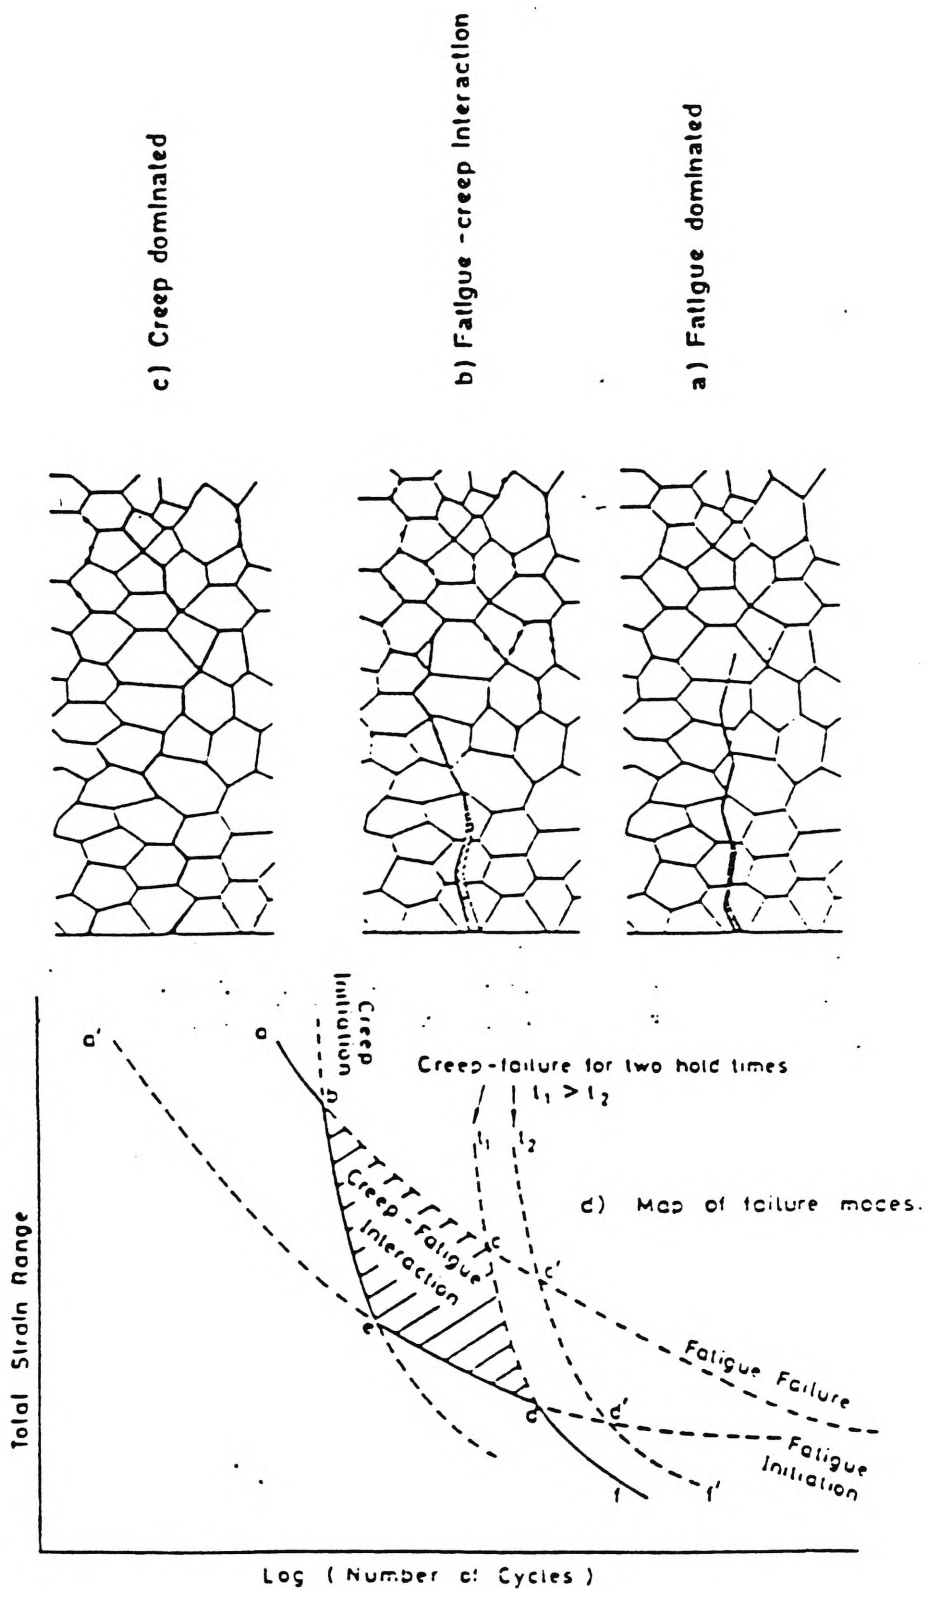 c) Creep dominated
b) Fatigue - creep Interaction
a) Fatigue dominated
a'
a
Creep
Initiation
b
Creep-failure for two hold times
t₁ > t₂
t₁
t₂
Creep-Fatigue
Interaction
c
c'
d) Map of failure modes.
e
d
d'
Fatigue Failure
Fatigue
Initiation
f
f'
Total Strain Range
Log ( Number of Cycles )